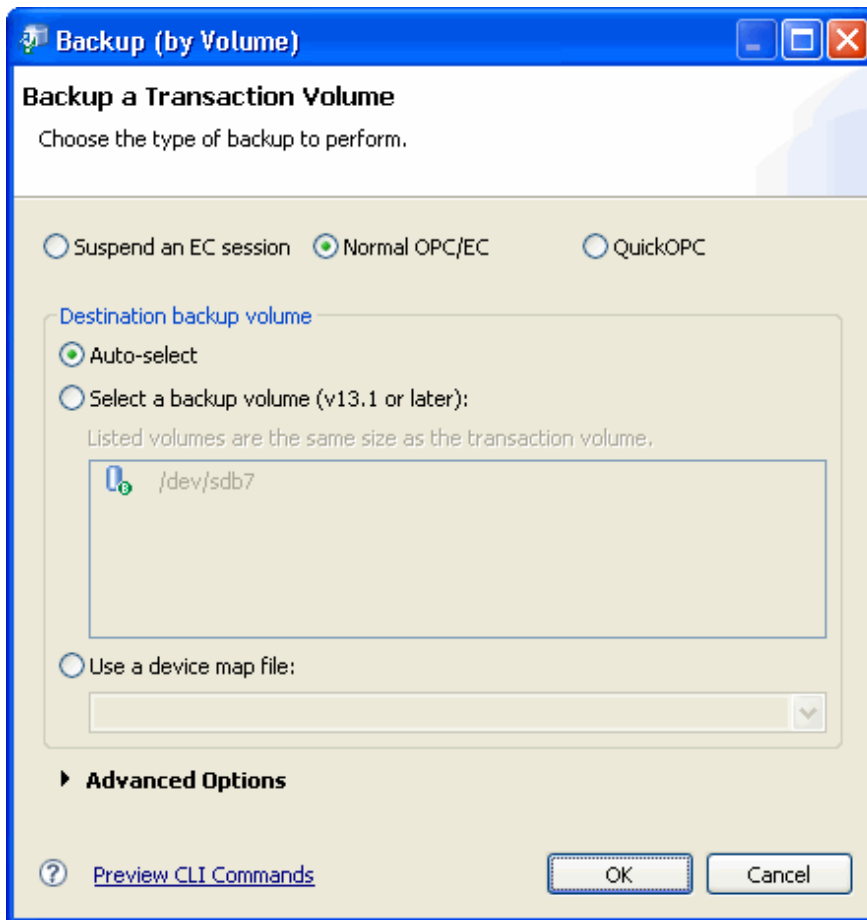 Backup (by Volume)
Backup a Transaction Volume
Choose the type of backup to perform.
Suspend an EC session Normal OPC/EC QuickOPC
Destination backup volume
Auto-select
Select a backup volume (v13.1 or later):
Listed volumes are the same size as the transaction volume.
/dev/sdb7
Use a device map file:
Advanced Options
? Preview CLI Commands OK Cancel